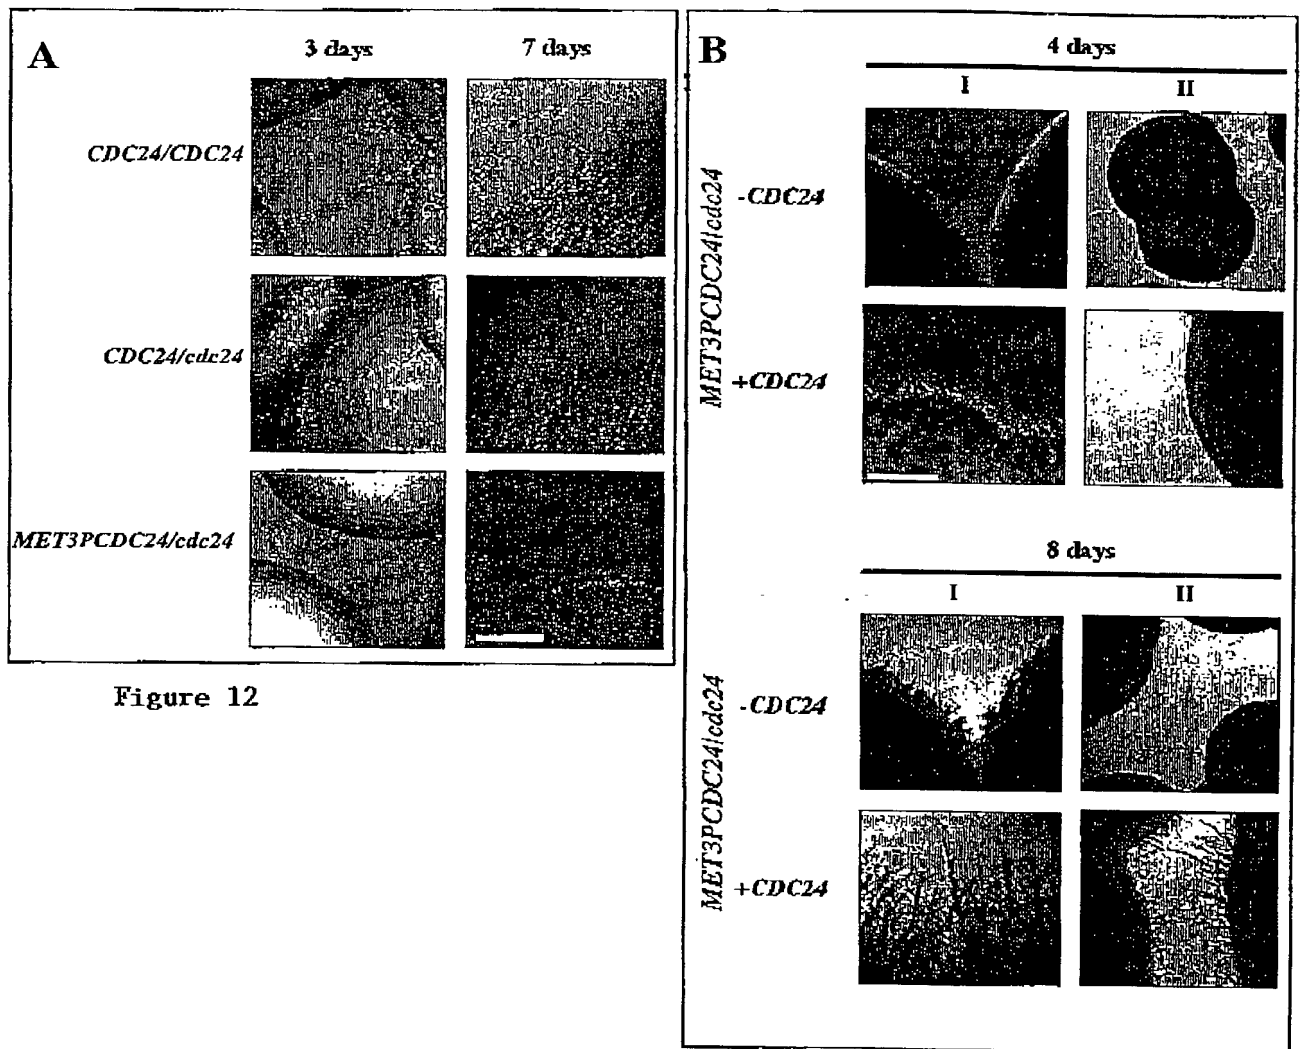 A
3 days
7 days
CDC24/CDC24
CDC24/cdc24
MET3PCDC24/cdc24
Figure 12
B
4 days
I
II
MET3PCDC24/cdc24
-CDC24
+CDC24
8 days
I
II
MET3PCDC24/cdc24
-CDC24
+CDC24